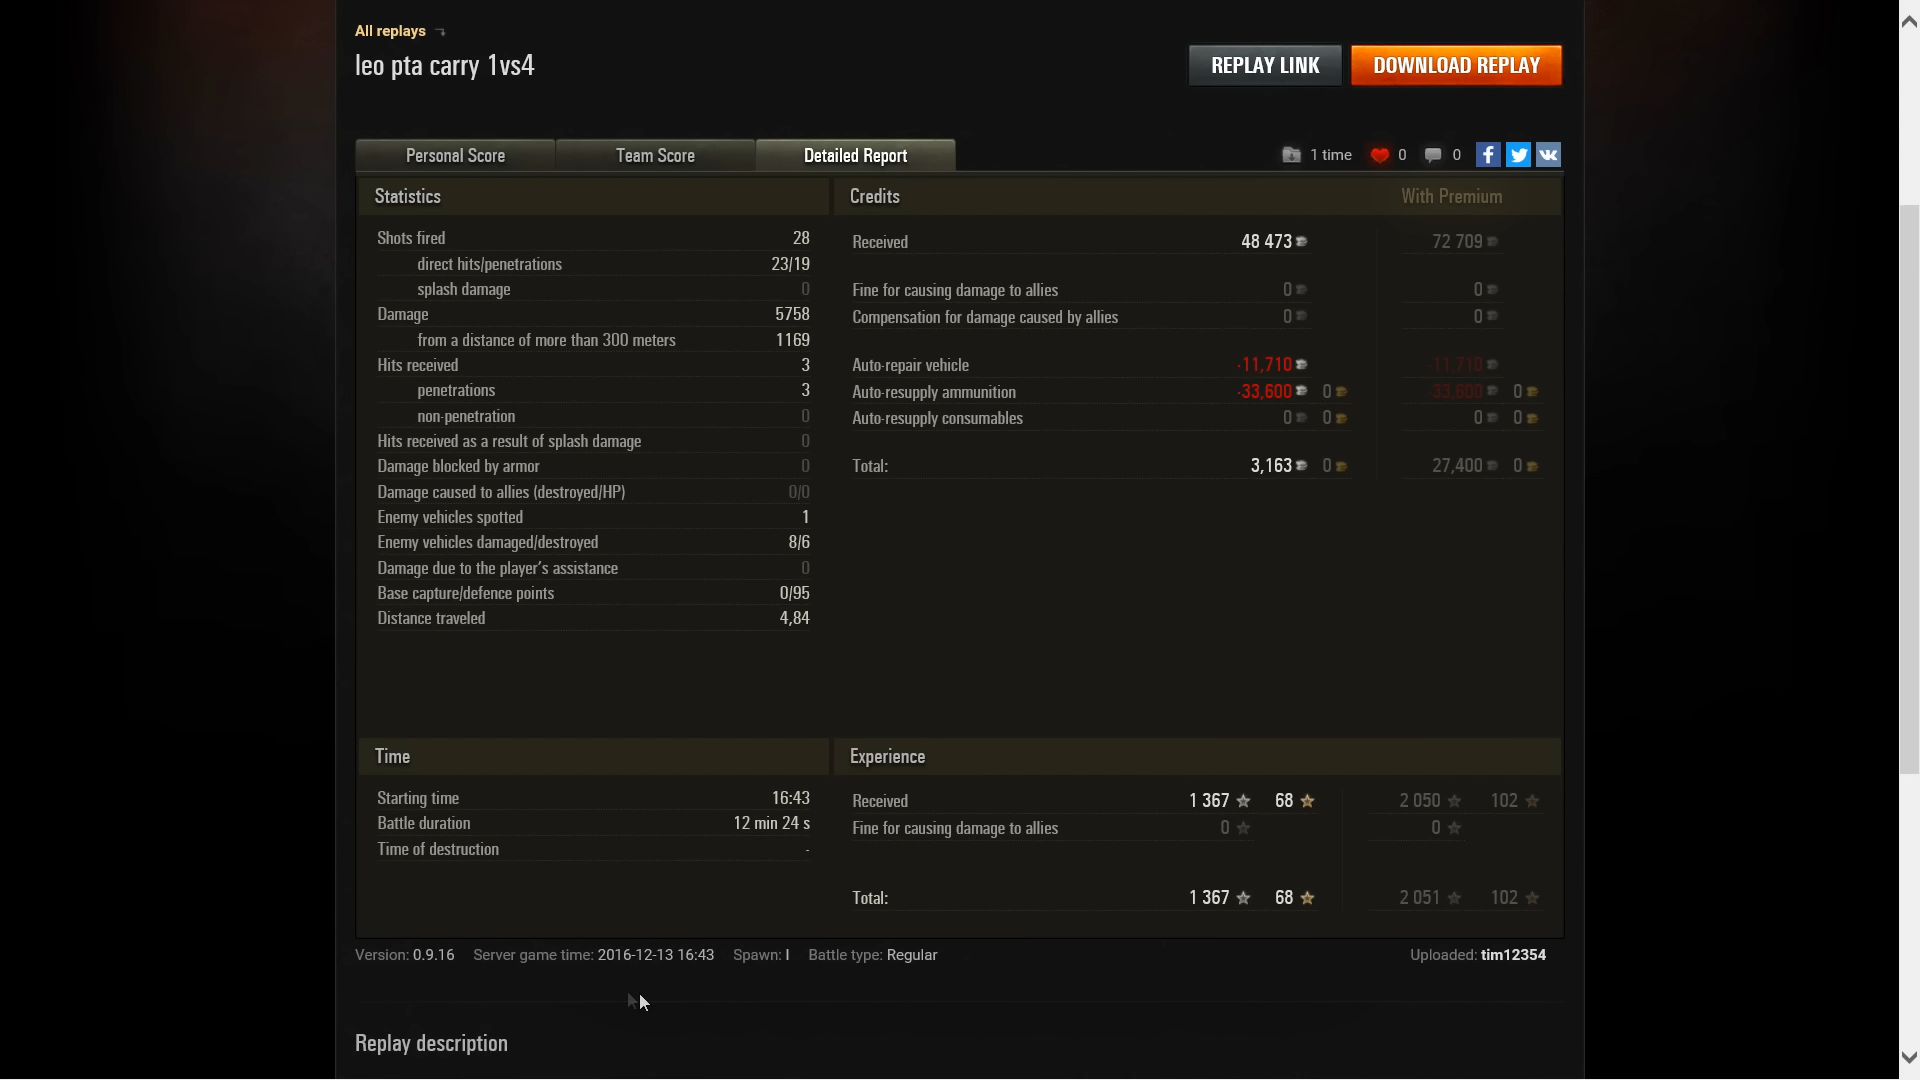 All replays
leo pta carry 1vs4
REPLAY LINK
DOWNLOAD REPLAY
Personal Score
Team Score
Detailed Report
1 time
0
0
Statistics
Shots fired 28
direct hits/penetrations 23/19
splash damage 0
Damage 5758
from a distance of more than 300 meters 1169
Hits received 3
penetrations 3
non-penetration 0
Hits received as a result of splash damage 0
Damage blocked by armor 0
Damage caused to allies (destroyed/HP) 0/0
Enemy vehicles spotted 1
Enemy vehicles damaged/destroyed 8/6
Damage due to the player's assistance 0
Base capture/defence points 0/95
Distance traveled 4,84
Credits With Premium
Received 48 473 72 709
Fine for causing damage to allies 0 0
Compensation for damage caused by allies 0 0
Auto-repair vehicle -11,710 -11,710
Auto-resupply ammunition -33,600 0 -33,600 0
Auto-resupply consumables 0 0 0 0
Total: 3,163 0 27,400 0
Time
Starting time 16:43
Battle duration 12 min 24 s
Time of destruction -
Experience
Received 1 367 68 2 050 102
Fine for causing damage to allies 0 0
Total: 1 367 68 2 051 102
Version: 0.9.16 Server game time: 2016-12-13 16:43 Spawn: I Battle type: Regular Uploaded: tim12354
Replay description